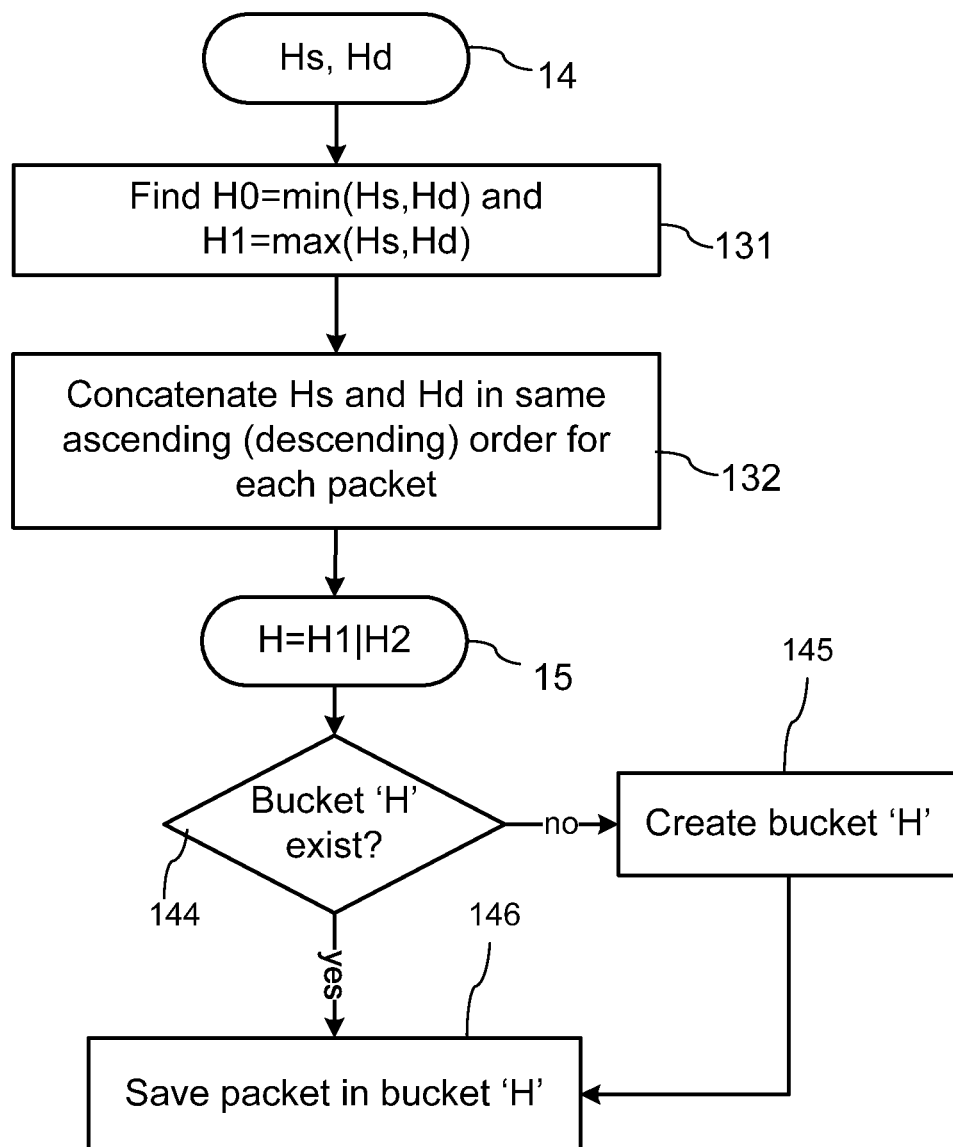 Hs, Hd
14
Find H0=min(Hs,Hd) and
H1=max(Hs,Hd)
131
Concatenate Hs and Hd in same
ascending (descending) order for
each packet
132
H=H1|H2
15
145
Bucket ‘H’
exist?
no
Create bucket ‘H’
144
146
yes
Save packet in bucket ‘H’